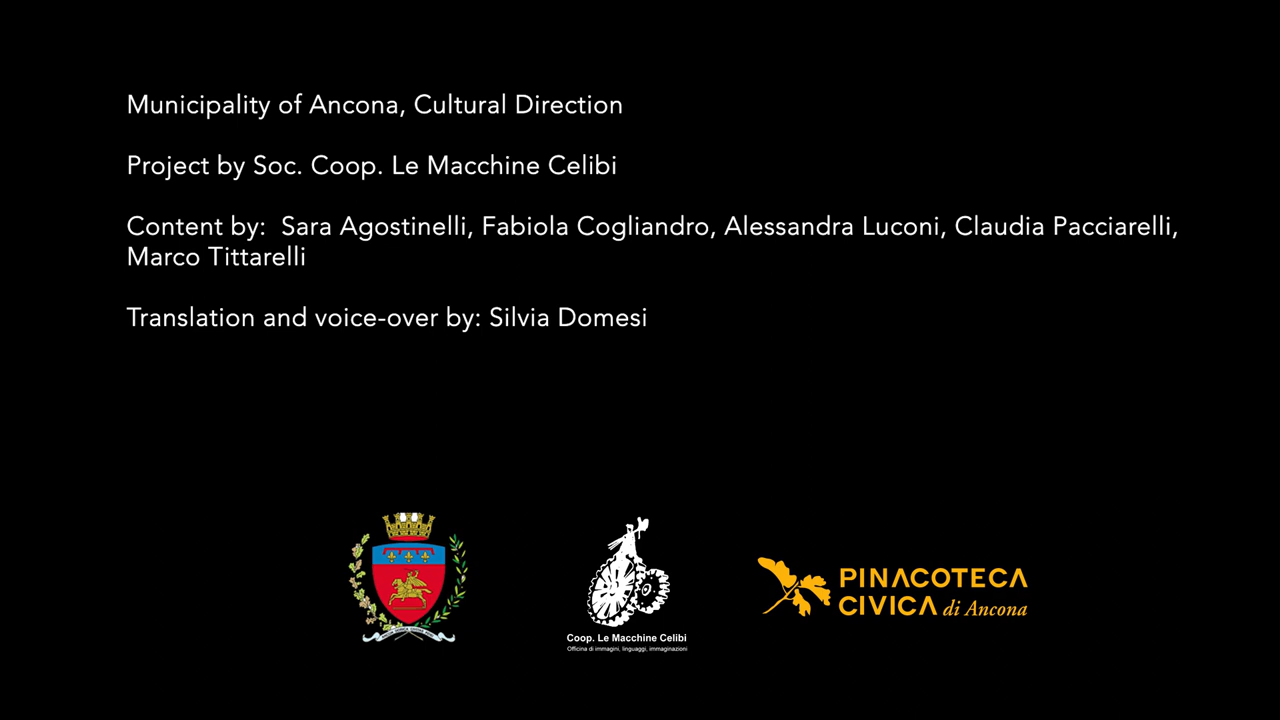 Municipality of Ancona, Cultural Direction
Project by Soc. Coop. Le Macchine Celibi
Content by:  Sara Agostinelli, Fabiola Cogliandro, Alessandra Luconi, Claudia Pacciarelli,
Marco Tittarelli
Translation and voice-over by: Silvia Domesi
Coop. Le Macchine Celibi
Officina di immagini, linguaggi, immaginazioni
PINACOTECA
CIVICA di Ancona